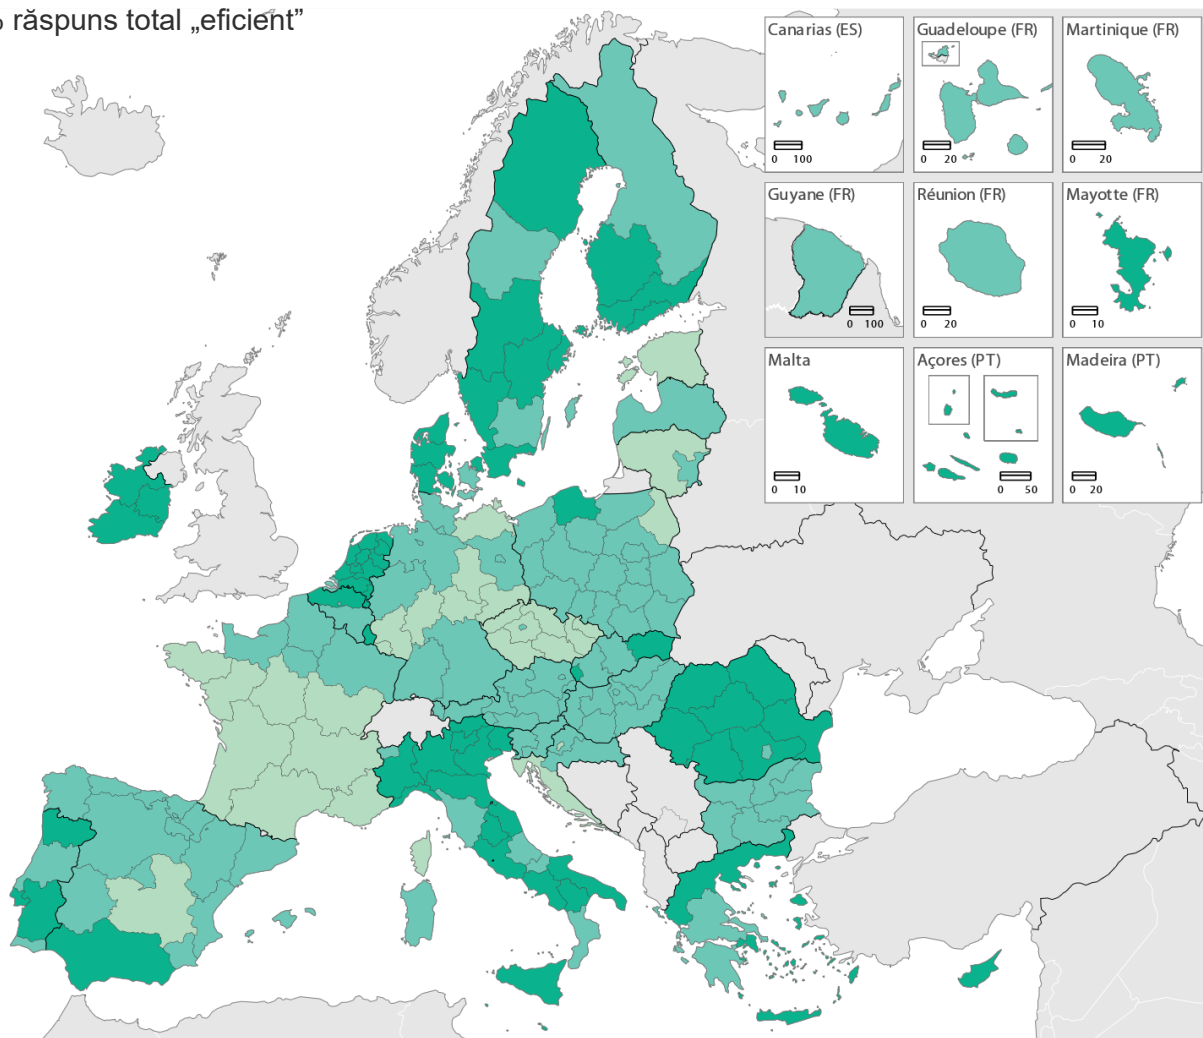 % răspuns total „eficient”
Canarias (ES)
0 100
Guadeloupe (FR)
0 20
Martinique (FR)
0 20
Guyane (FR)
0 100
Réunion (FR)
0 20
Mayotte (FR)
0 10
Malta
0 10
Açores (PT)
0 50
Madeira (PT)
0 20